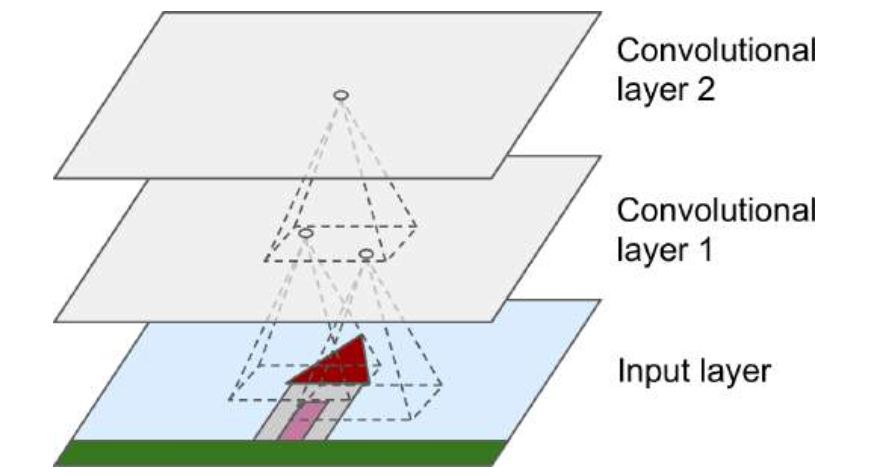 Convolutional
layer 2
Convolutional
layer 1
Input layer